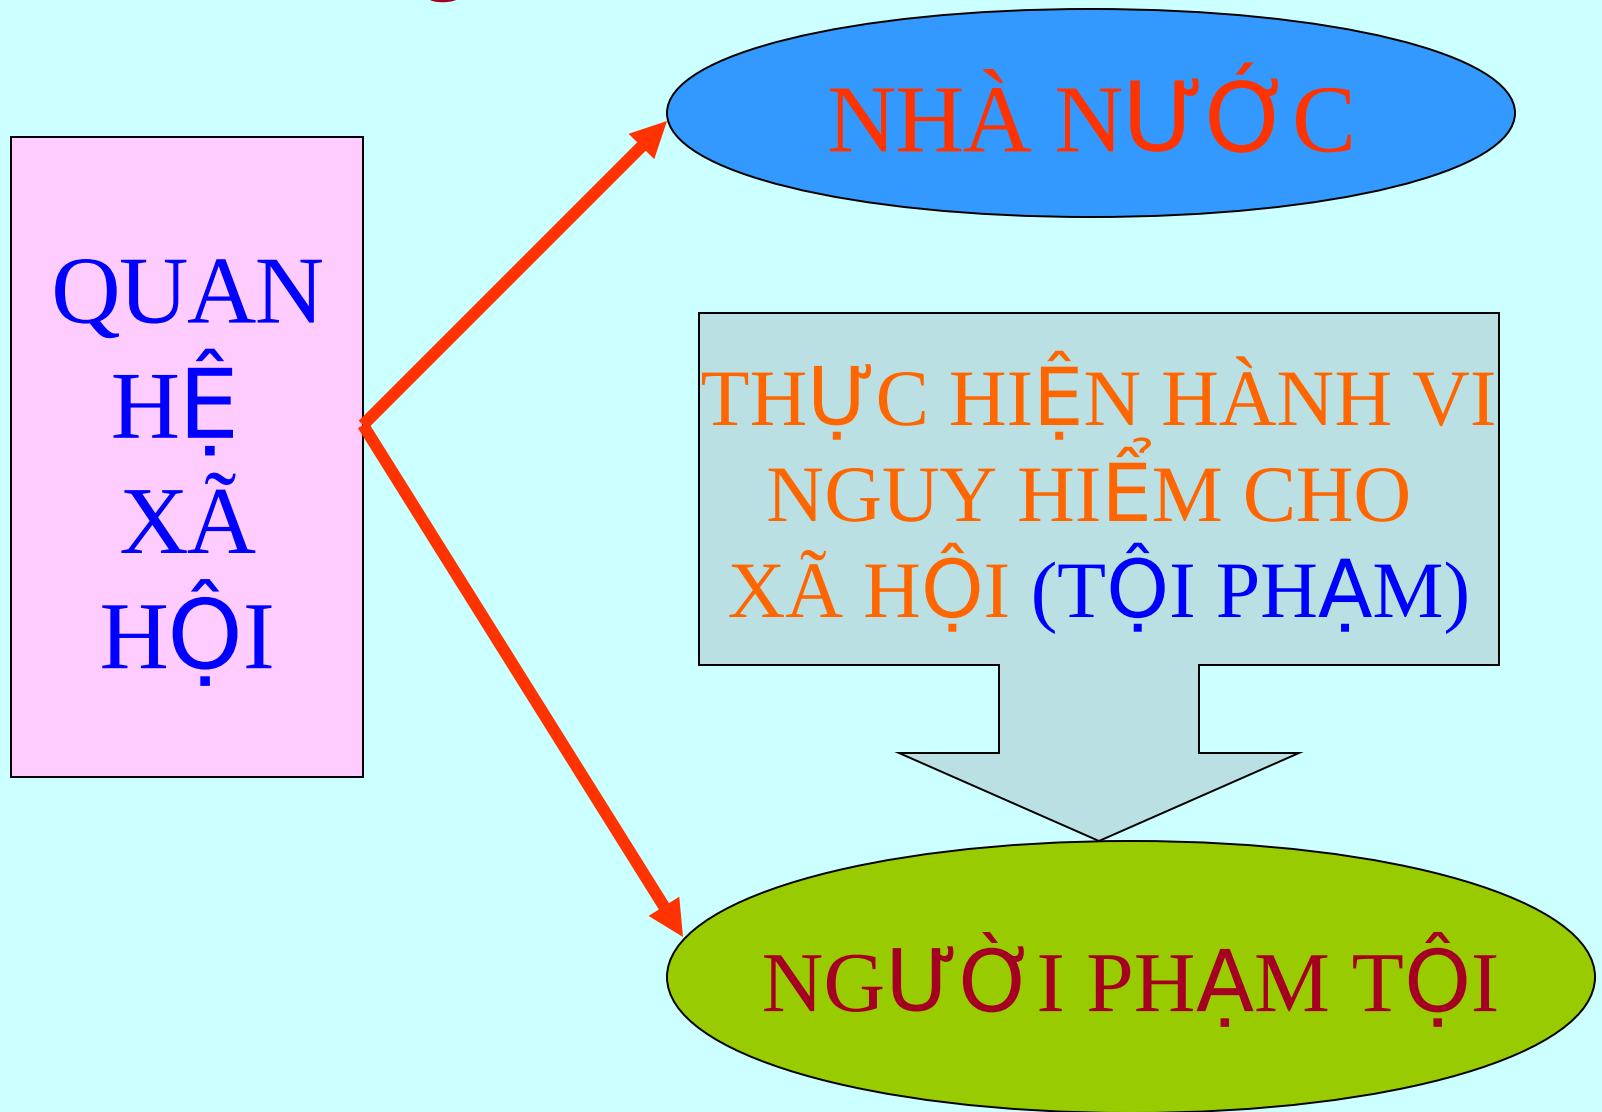 NHÀ NƯỚC
QUAN
HỆ
XÃ
HỘI
THỰC HIỆN HÀNH VI
NGUY HIỂM CHO
XÃ HỘI (TỘI PHẠM)
NGƯỜI PHẠM TỘI